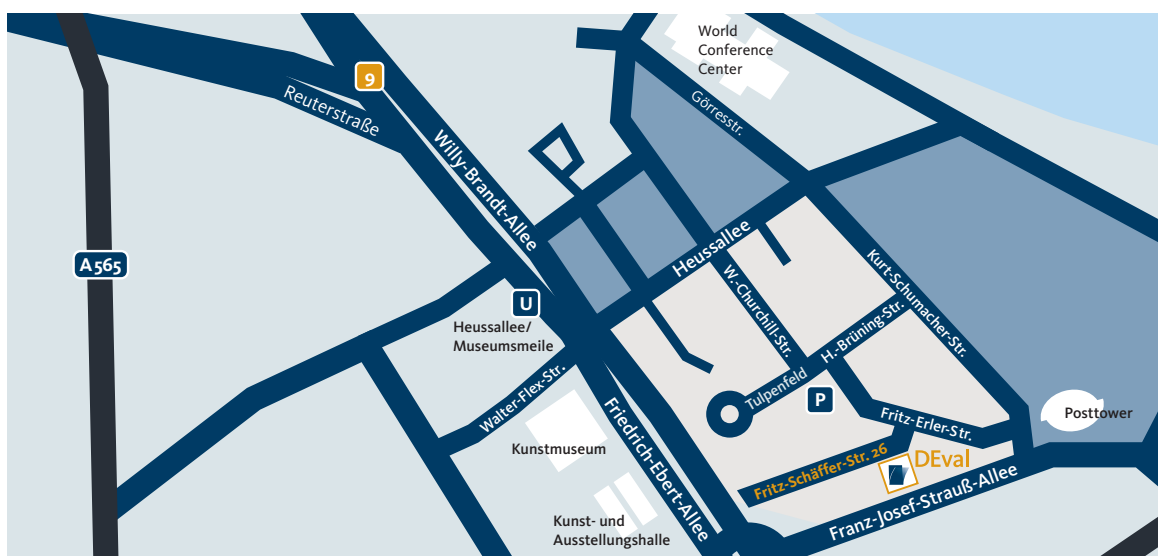 World
Conference
Center
9
Reuterstraße
Görresstr.
Willy-Brandt-Allee
A565
Heussallee
Kurt-Schumacher-Str.
U
W.-Churchill-Str.
H.-Brüning-Str.
Heussallee/
Museumsmeile
Walter-Flex-Str.
Tulpenfeld
P
Posttower
Friedrich-Ebert-Allee
Fritz-Erler-Str.
Kunstmuseum
Fritz-Schäffer-Str. 26
DEval
Franz-Josef-Strauß-Allee
Kunst- und
Ausstellungshalle